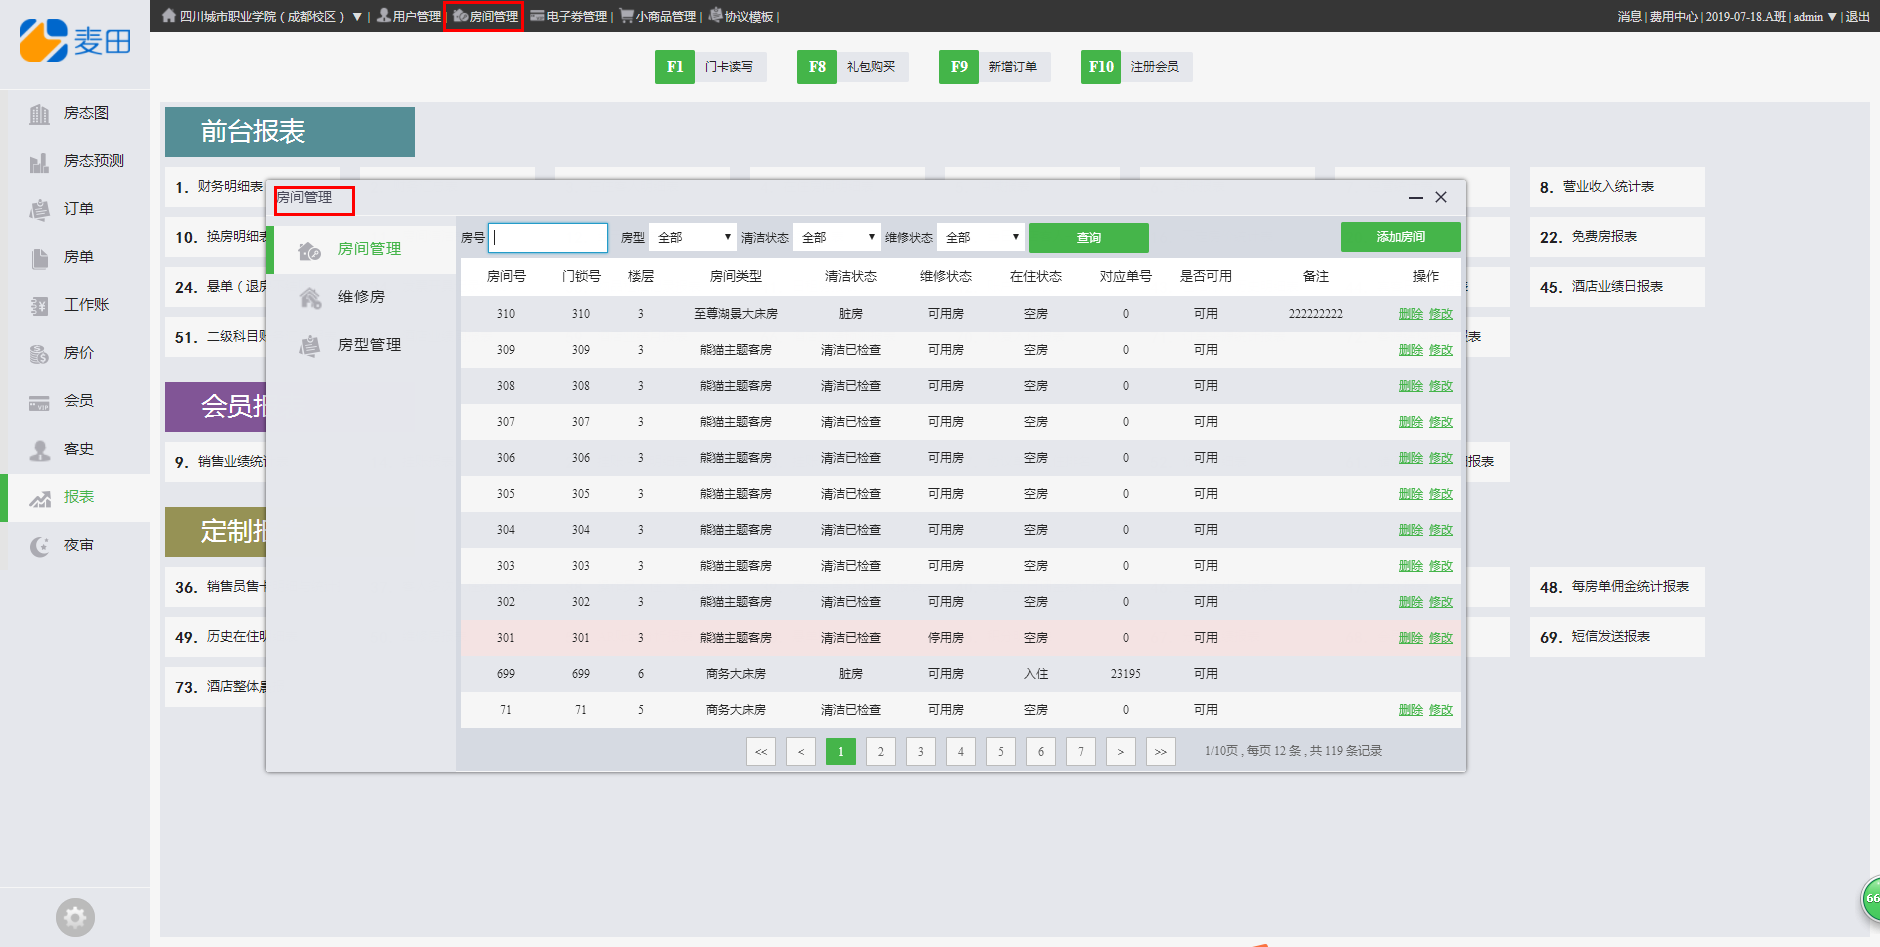 四川城市职业学院（成都校区） ▼ | 用户管理 | 房间管理 | 电子券管理 | 小商品管理 | 协议模板 |
消息 | 费用中心 | 2019-07-18.A班 | admin ▼ | 退出
麦田
F1 门卡读写 F8 礼包购买 F9 新增订单 F10 注册会员
房态图
房态预测
订单
房单
工作账
房价
会员
客史
报表
夜审
前台报表
1. 财务明细表
8. 营业收入统计表
10. 换房明细表
22. 免费房报表
24. 悬单（退房
45. 酒店业绩日报表
51. 二级科目账
表
会员报
9. 销售业绩统计
报表
定制报
36. 销售员售卡
48. 每房单佣金统计报表
49. 历史在住明
69. 短信发送报表
73. 酒店整体月
房间管理
房间管理
维修房
房型管理
房号 房型 全部 ▼ 清洁状态 全部 ▼ 维修状态 全部 ▼ 查询 添加房间
房间号 门锁号 楼层 房间类型 清洁状态 维修状态 在住状态 对应单号 是否可用 备注 操作
310 310 3 至尊湖景大床房 脏房 可用房 空房 0 可用 222222222 删除 修改
309 309 3 熊猫主题客房 清洁已检查 可用房 空房 0 可用 删除 修改
308 308 3 熊猫主题客房 清洁已检查 可用房 空房 0 可用 删除 修改
307 307 3 熊猫主题客房 清洁已检查 可用房 空房 0 可用 删除 修改
306 306 3 熊猫主题客房 清洁已检查 可用房 空房 0 可用 删除 修改
305 305 3 熊猫主题客房 清洁已检查 可用房 空房 0 可用 删除 修改
304 304 3 熊猫主题客房 清洁已检查 可用房 空房 0 可用 删除 修改
303 303 3 熊猫主题客房 清洁已检查 可用房 空房 0 可用 删除 修改
302 302 3 熊猫主题客房 清洁已检查 可用房 空房 0 可用 删除 修改
301 301 3 熊猫主题客房 清洁已检查 停用房 空房 0 可用 删除 修改
699 699 6 商务大床房 脏房 可用房 入住 23195 可用
71 71 5 商务大床房 清洁已检查 可用房 空房 0 可用 删除 修改
<< < 1 2 3 4 5 6 7 > >> 1/10页 , 每页 12 条 , 共 119 条记录
66